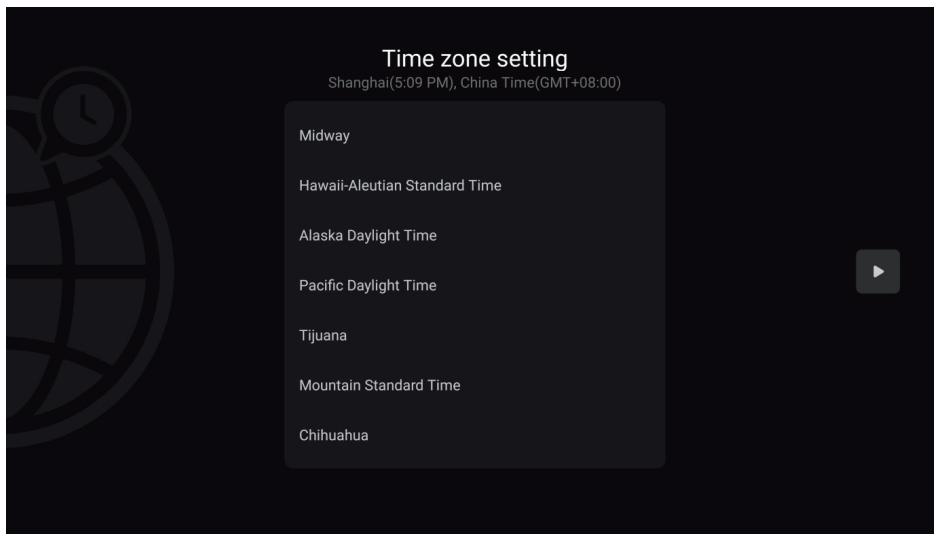 Time zone setting
Shanghai(5:09 PM), China Time(GMT+08:00)
Midway
Hawaii-Aleutian Standard Time
Alaska Daylight Time
Pacific Daylight Time
Tijuana
Mountain Standard Time
Chihuahua